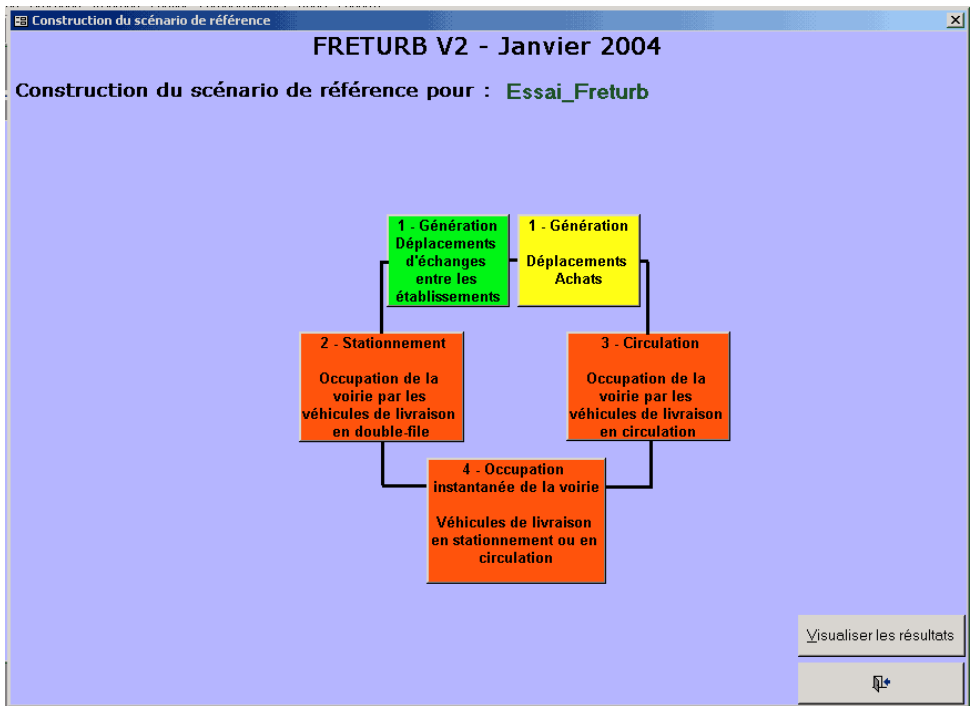 Construction du scénario de référence
FRETURB V2 - Janvier 2004
Construction du scénario de référence pour : Essai_Freturb
1 - Génération
Déplacements
d'échanges
entre les
établissements
1 - Génération
Déplacements
Achats
2 - Stationnement
Occupation de la
voirie par les
véhicules de livraison
en double-file
3 - Circulation
Occupation de la
voirie par les
véhicules de livraison
en circulation
4 - Occupation
instantanée de la voirie
Véhicules de livraison
en stationnement ou en
circulation
Visualiser les résultats